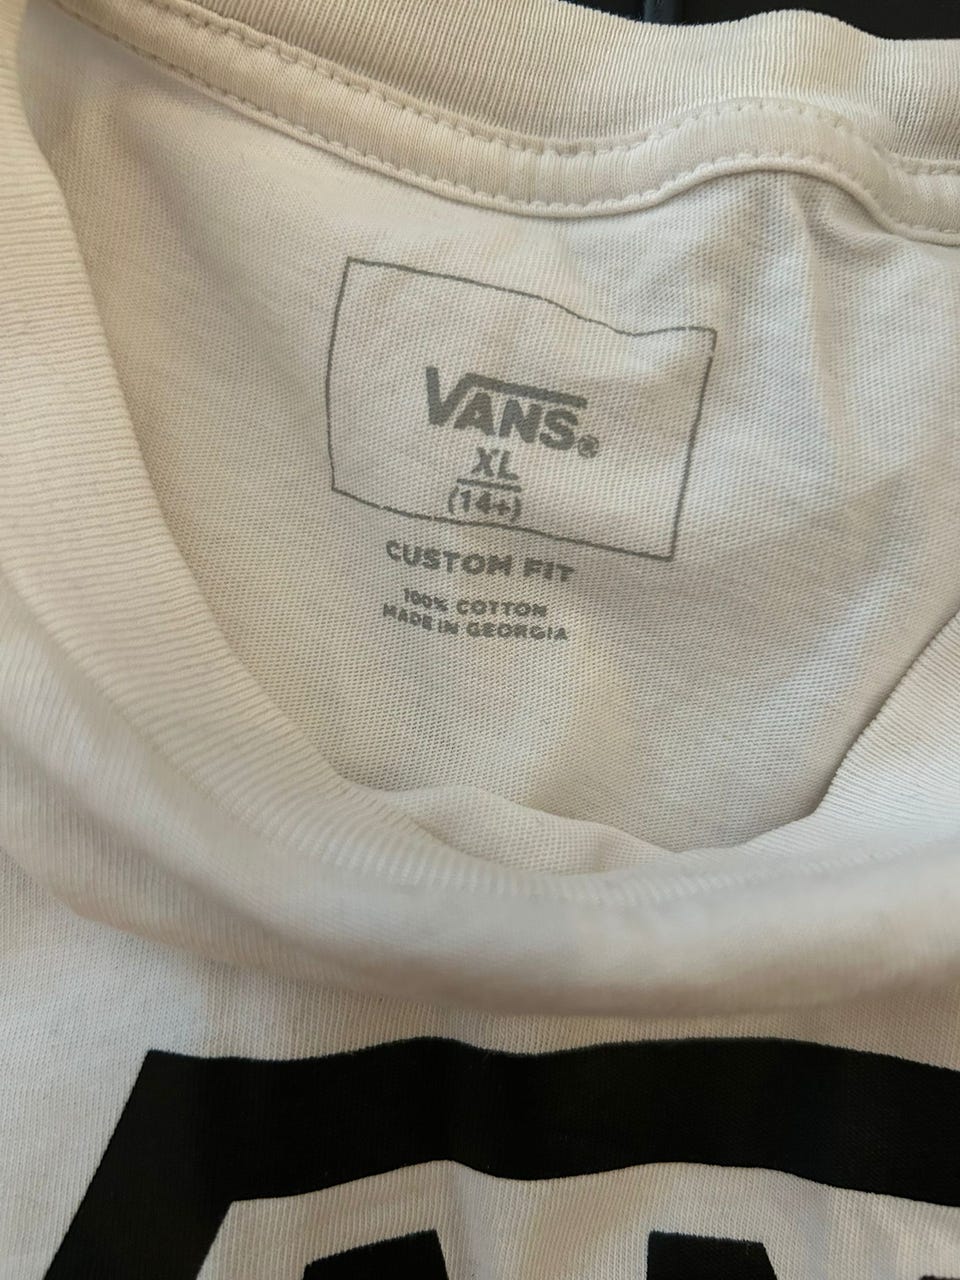 VANS®
XL
(14+)
CUSTOM FIT
100% COTTON
MADE IN GEORGIA